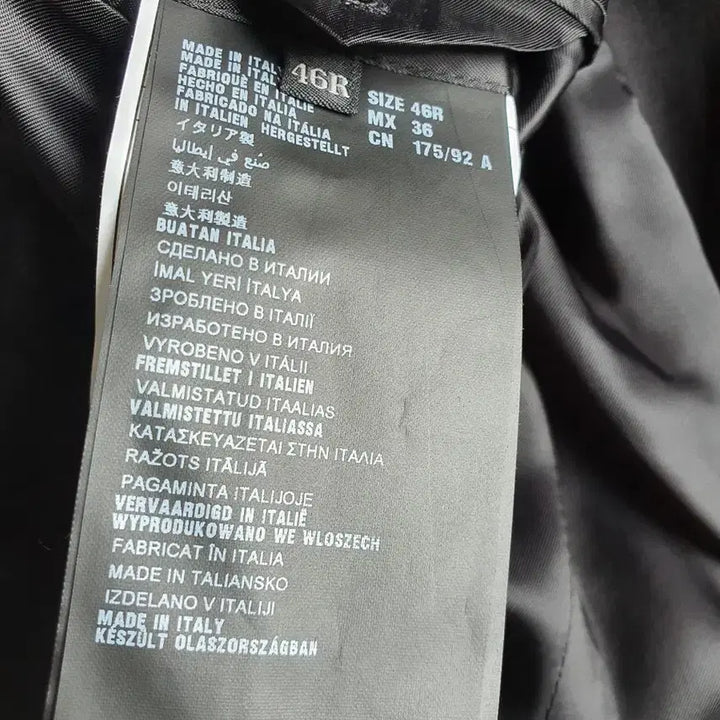 MADE IN ITALY
MADE IN ITAL
FABRIQUÉ EN ITALIE
HECHO EN ITALIE
FABRICADO NA ITÁLIA
IN ITALIEN HERGESTELLT
46R
SIZE 46R
MX 36
CN 175/92 A
イタリア製
صنع في إيطاليا
意大利制造
이테리산
意大利製造
BUATAN ITALIA
СДЕЛАНО В ИТАЛИИ
İMAL YERİ İTALYA
ЗРОБЛЕНО В ІТАЛІЇ
ИЗРАБОТЕНО В ИТАЛИЯ
VYROBENO V ITÁLII
FREMSTILLET I ITALIEN
VALMISTATUD ITAALIAS
VALMISTETTU ITALIASSA
ΚΑΤΑΣΚΕΥΑΖΕΤΑΙ ΣΤΗΝ ΙΤΑΛΙΑ
RAŽOTS ITĀLIJĀ
PAGAMINTA ITALIJOJE
VERVAARDIGD IN ITALIË
WYPRODUKOWANO WE WLOSZECH
FABRICAT ÎN ITALIA
MADE IN TALIANSKO
IZDELANO V ITALIJI
MADE IN ITALY
KÉSZÜLT OLASZORSZÁGBAN